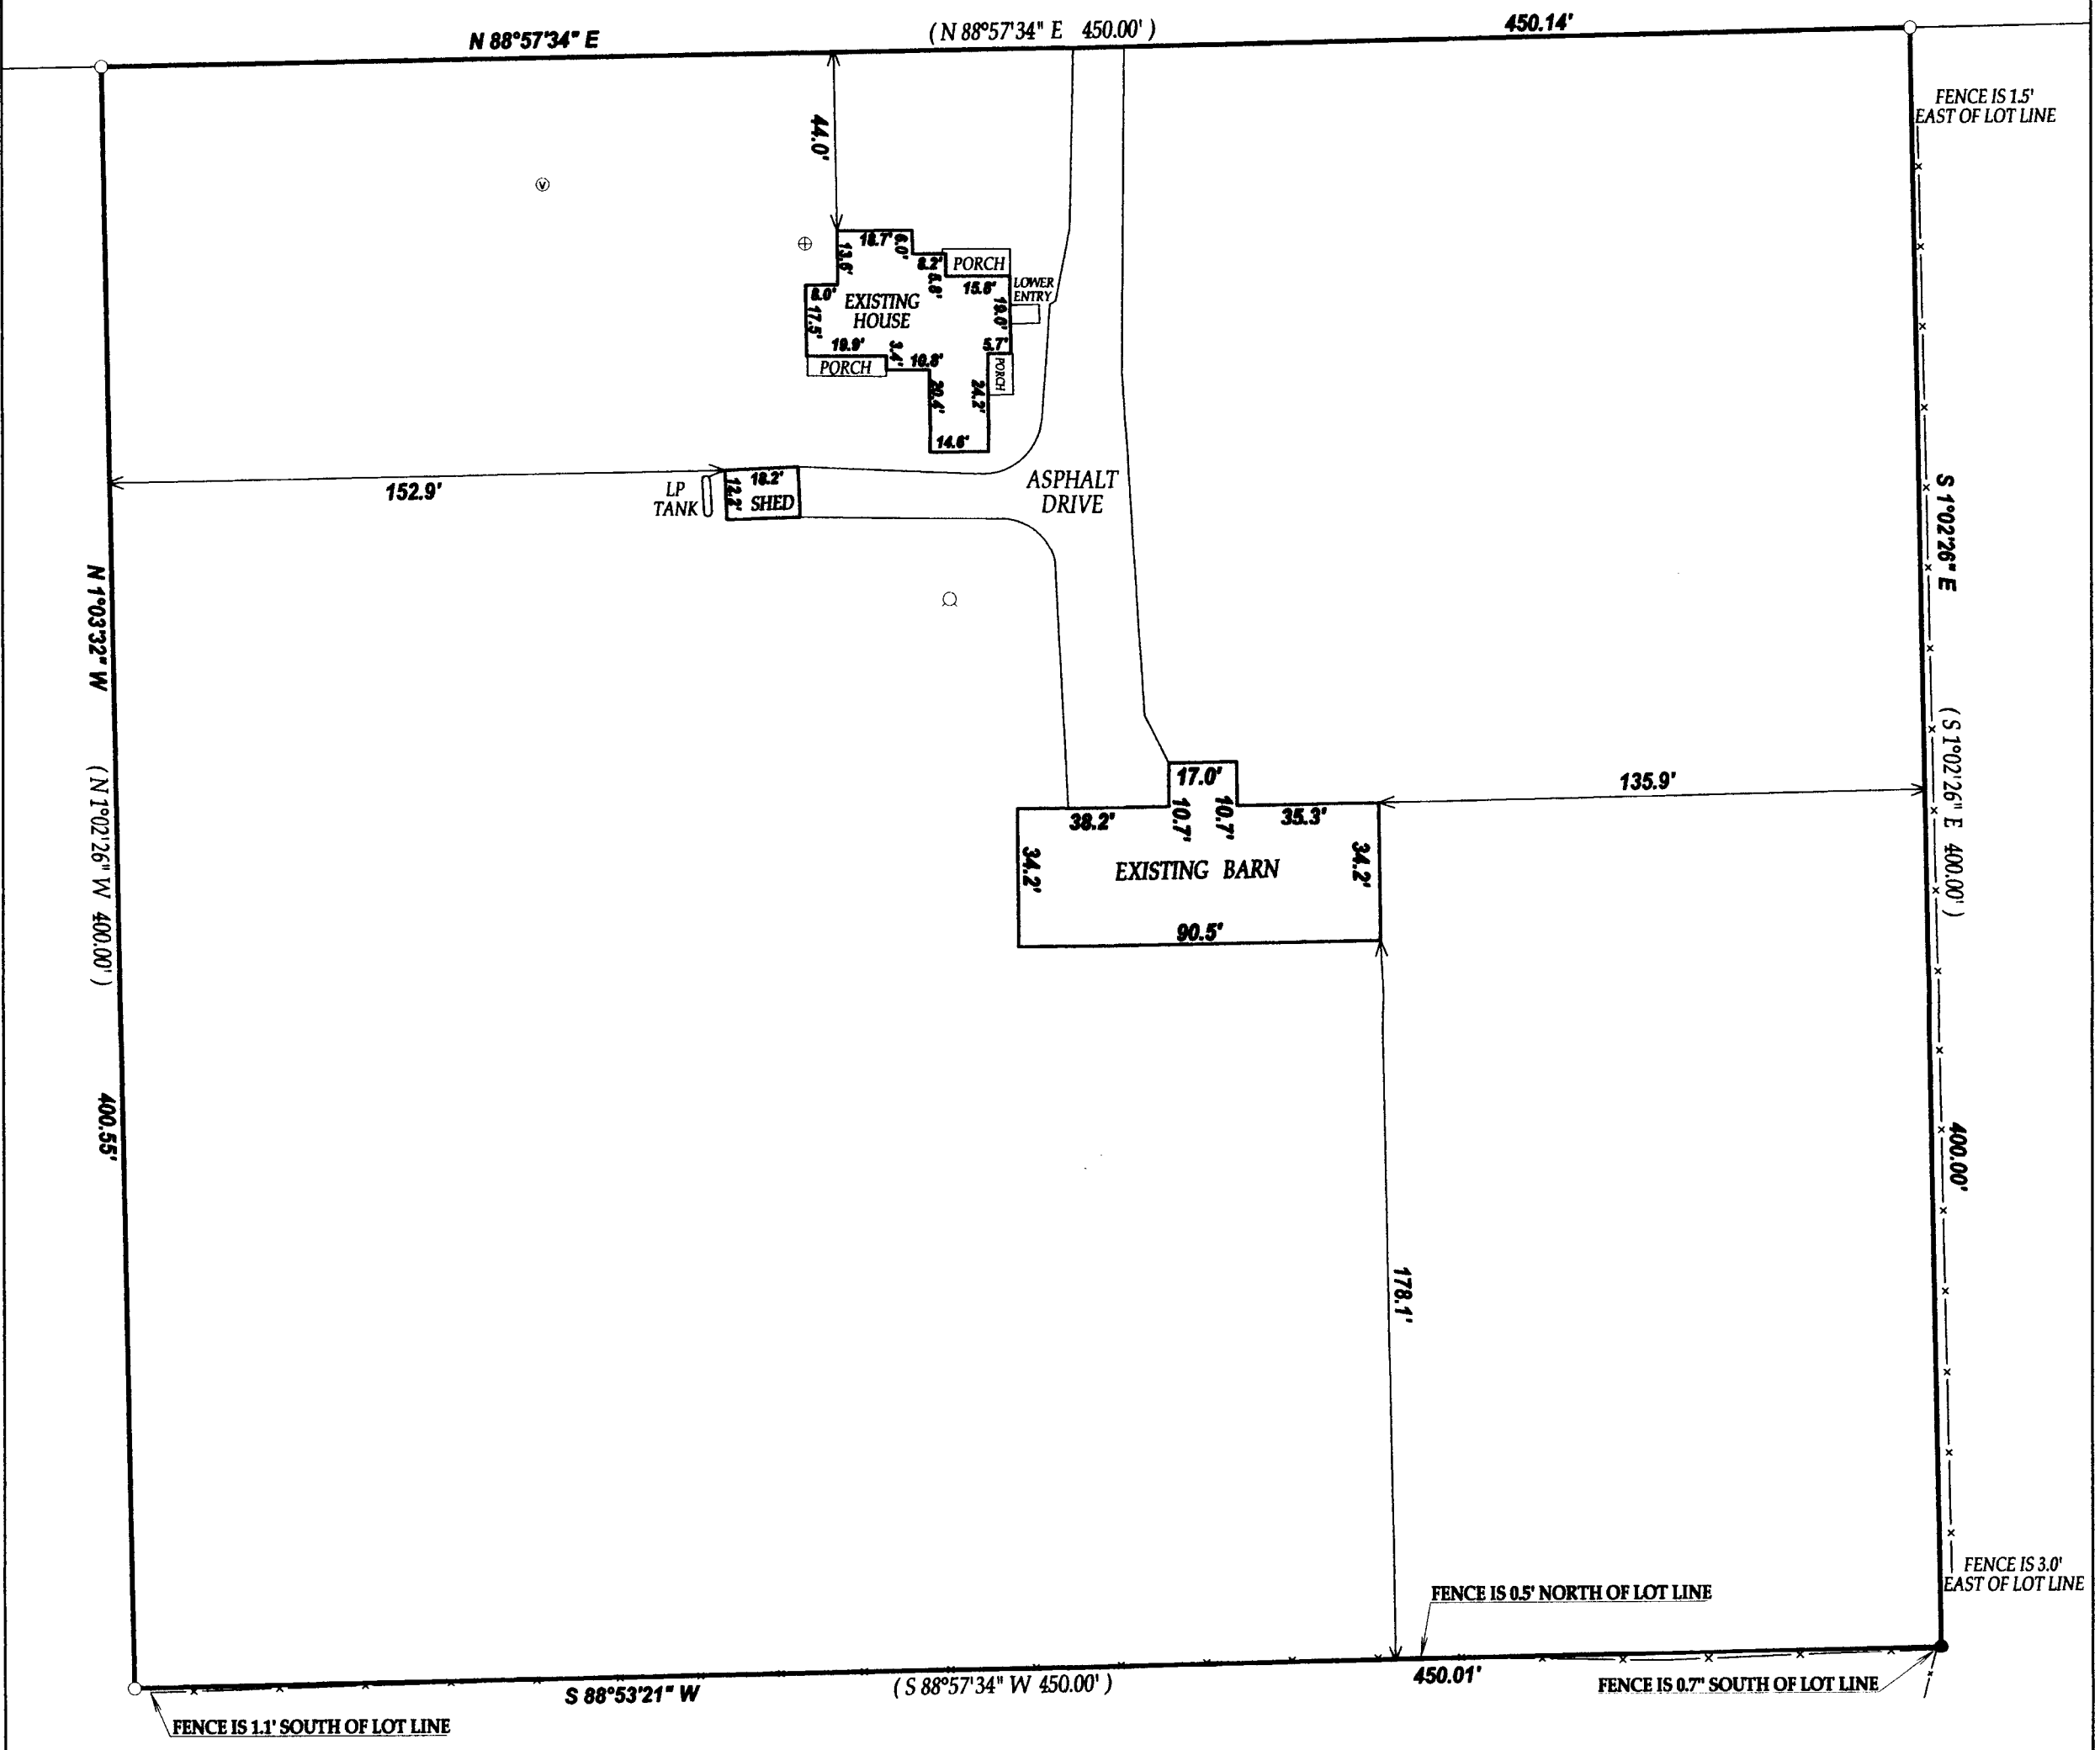 N 88°57'34" E
( N 88°57'34" E 450.00' )
450.14'
FENCE IS 1.5'
EAST OF LOT LINE
44.0'
V
18.7'
6.0'
13.6'
8.2'
5.8'
PORCH
15.8'
LOWER
ENTRY
19.0'
8.0'
EXISTING
HOUSE
17.5'
19.9'
3.4'
10.8'
5.7'
PORCH
PORCH
20.4'
24.2'
14.6'
152.9'
LP
TANK
18.2'
12.2'
SHED
ASPHALT
DRIVE
S 1°02'26" E
N 1°03'32" W
( S 1°02'26" E 400.00' )
( N 1°02'26" W 400.00' )
17.0'
135.9'
38.2'
10.7'
10.7'
35.3'
34.2'
EXISTING BARN
34.2'
90.5'
400.55'
400.00'
178.1'
FENCE IS 3.0'
EAST OF LOT LINE
FENCE IS 0.5' NORTH OF LOT LINE
450.01'
FENCE IS 0.7" SOUTH OF LOT LINE
S 88°53'21" W
( S 88°57'34" W 450.00' )
FENCE IS 1.1' SOUTH OF LOT LINE